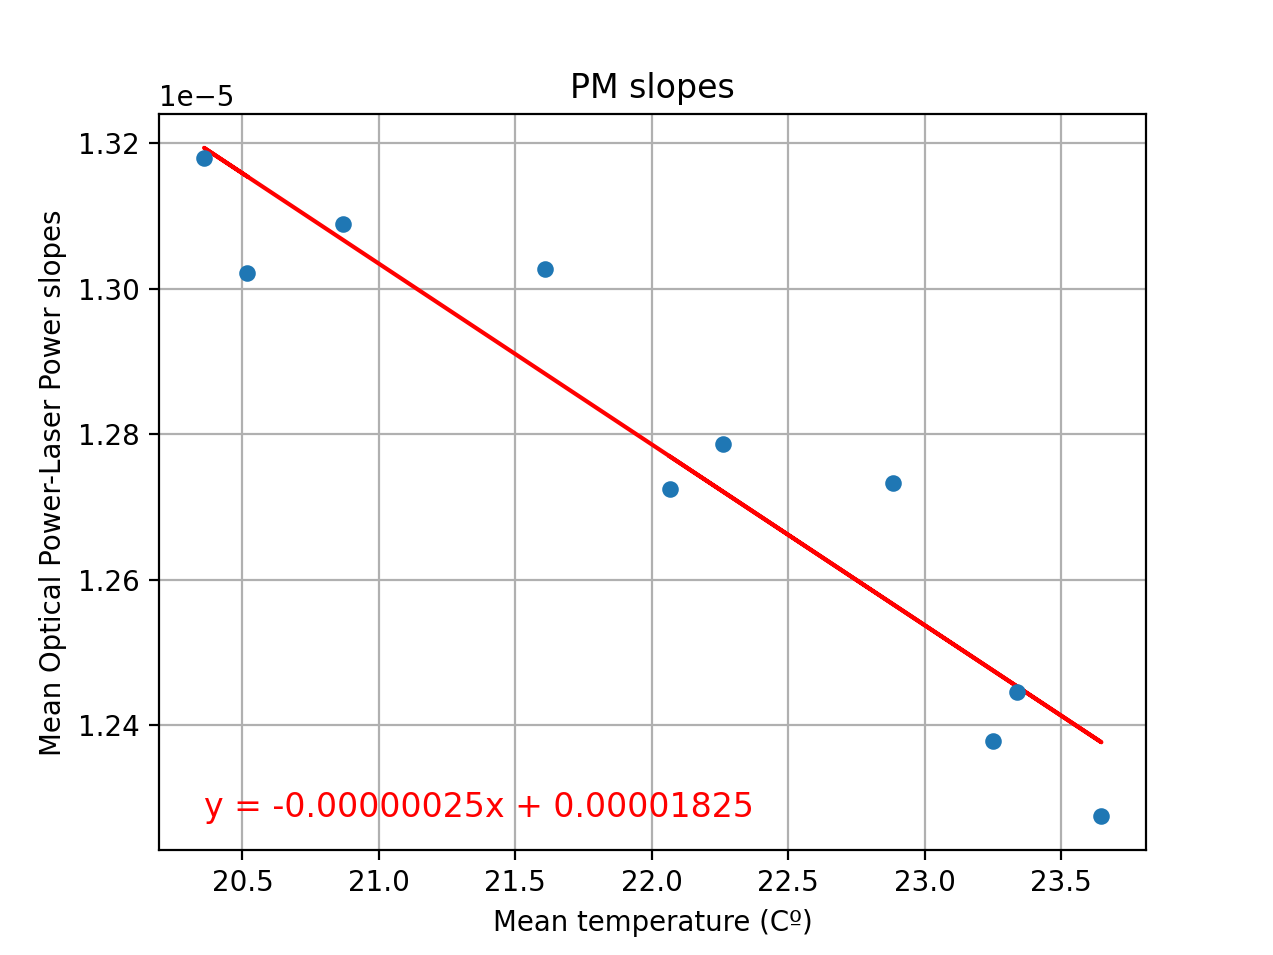 PM slopes
1e−5
1.32
1.30
1.28
1.26
1.24
Mean Optical Power-Laser Power slopes
y = -0.00000025x + 0.00001825
20.5 21.0 21.5 22.0 22.5 23.0 23.5
Mean temperature (Cº)